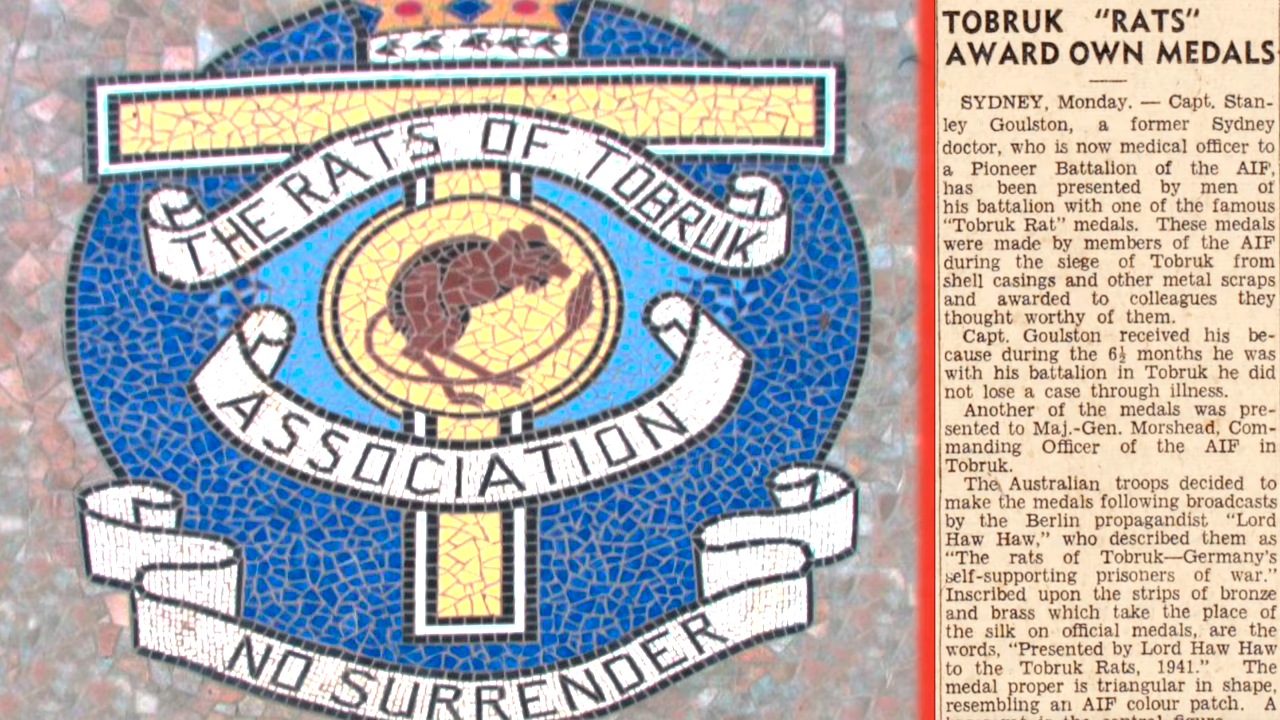 THE RATS OF TOBRUK
ASSOCIATION
NO SURRENDER
TOBRUK "RATS"
AWARD OWN MEDALS
SYDNEY, Monday. — Capt. Stan-
ley Goulston, a former Sydney
doctor, who is now medical officer to
a Pioneer Battalion of the AIF,
has been presented by men of
his battalion with one of the famous
"Tobruk Rat" medals. These medals
were made by members of the AIF
during the siege of Tobruk from
shell casings and other metal scraps
and awarded to colleagues they
thought worthy of them.
Capt. Goulston received his be-
cause during the 6½ months he was
with his battalion in Tobruk he did
not lose a case through illness.
Another of the medals was pre-
sented to Maj.-Gen. Morshead, Com-
manding Officer of the AIF in
Tobruk.
The Australian troops decided to
make the medals following broadcasts
by the Berlin propagandist "Lord
Haw Haw," who described them as
"The rats of Tobruk—Germany's
self-supporting prisoners of war."
Inscribed upon the strips of bronze
and brass which take the place of
the silk on official medals, are the
words, "Presented by Lord Haw Haw
to the Tobruk Rats, 1941." The
medal proper is triangular in shape,
resembling an AIF colour patch. A